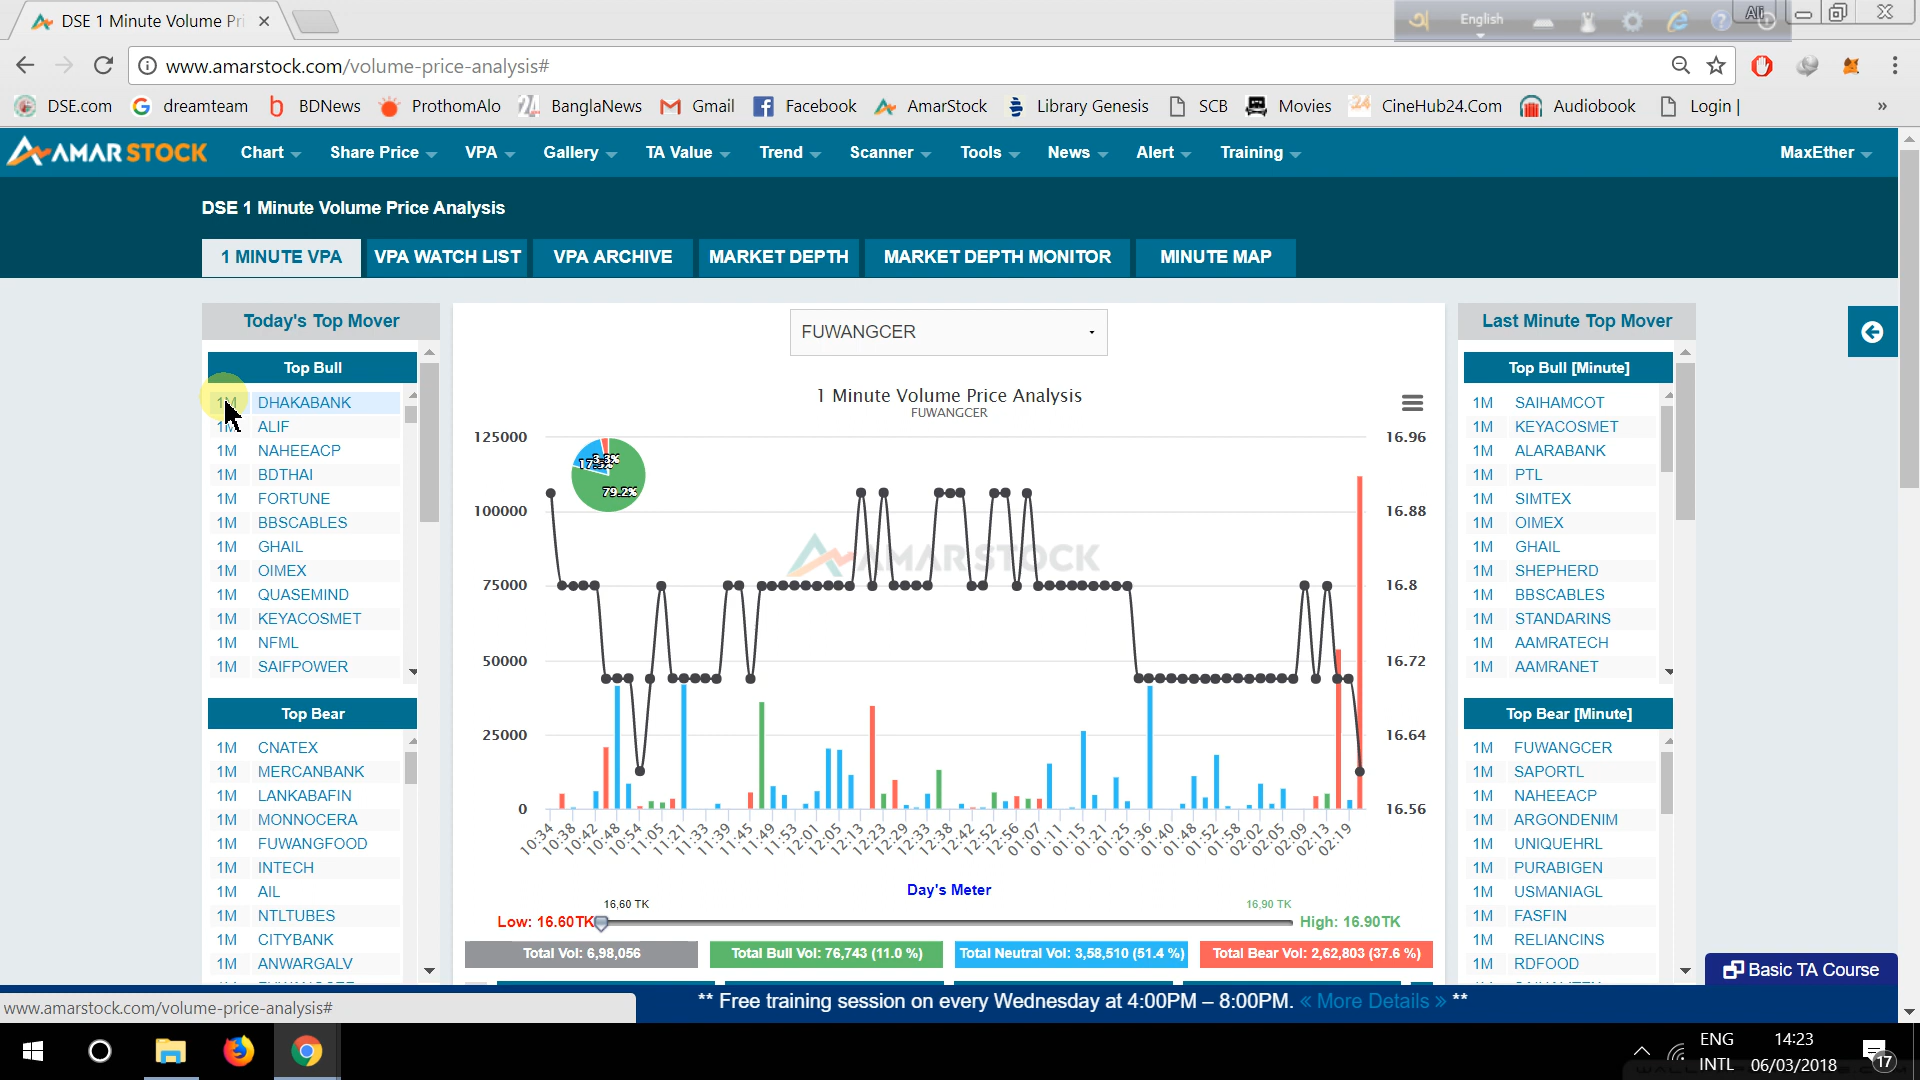 DSE 1 Minute Volume Pri
English
Ali
www.amarstock.com/volume-price-analysis#
DSE.com
dreamteam
BDNews
ProthomAlo
BanglaNews
Gmail
Facebook
AmarStock
Library Genesis
SCB
Movies
CineHub24.Com
Audiobook
Login |
»
AMARSTOCK
Chart
Share Price
VPA
Gallery
TA Value
Trend
Scanner
Tools
News
Alert
Training
MaxEther
DSE 1 Minute Volume Price Analysis
1 MINUTE VPA
VPA WATCH LIST
VPA ARCHIVE
MARKET DEPTH
MARKET DEPTH MONITOR
MINUTE MAP
Today's Top Mover
Top Bull
1M DHAKABANK
1M ALIF
1M NAHEEACP
1M BDTHAI
1M FORTUNE
1M BBSCABLES
1M GHAIL
1M OIMEX
1M QUASEMIND
1M KEYACOSMET
1M NFML
1M SAIFPOWER
Top Bear
1M CNATEX
1M MERCANBANK
1M LANKABAFIN
1M MONNOCERA
1M FUWANGFOOD
1M INTECH
1M AIL
1M NTLTUBES
1M CITYBANK
1M ANWARGALV
FUWANGCER
1 Minute Volume Price Analysis
FUWANGCER
125000
100000
75000
50000
25000
0
16.96
16.88
16.8
16.72
16.64
16.56
3.3%
79.2%
AMARSTOCK
10:34
10:38
10:42
10:48
10:54
11:05
11:21
11:33
11:39
11:45
11:49
11:53
12:01
12:05
12:13
12:23
12:29
12:33
12:38
12:42
12:52
12:56
01:07
01:11
01:15
01:21
01:25
01:36
01:40
01:48
01:52
01:58
02:02
02:05
02:09
02:13
02:19
Day's Meter
16,60 TK
16,90 TK
Low: 16.60TK
High: 16.90TK
Total Vol: 6,98,056
Total Bull Vol: 76,743 (11.0 %)
Total Neutral Vol: 3,58,510 (51.4 %)
Total Bear Vol: 2,62,803 (37.6 %)
Last Minute Top Mover
Top Bull [Minute]
1M SAIHAMCOT
1M KEYACOSMET
1M ALARABANK
1M PTL
1M SIMTEX
1M OIMEX
1M GHAIL
1M SHEPHERD
1M BBSCABLES
1M STANDARINS
1M AAMRATECH
1M AAMRANET
Top Bear [Minute]
1M FUWANGCER
1M SAPORTL
1M NAHEEACP
1M ARGONDENIM
1M UNIQUEHRL
1M PURABIGEN
1M USMANIAGL
1M FASFIN
1M RELIANCINS
1M RDFOOD
Basic TA Course
www.amarstock.com/volume-price-analysis#
** Free training session on every Wednesday at 4:00PM – 8:00PM. « More Details » **
ENG
INTL
14:23
06/03/2018
17